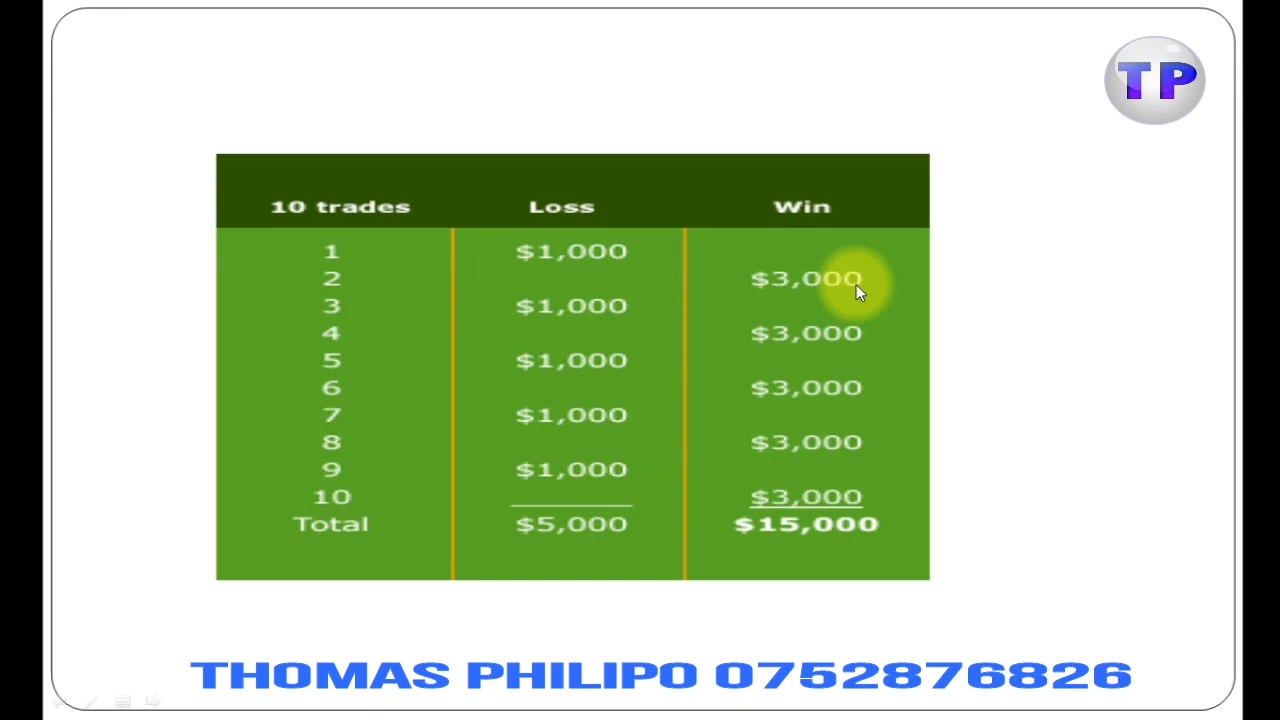 TP
10 trades Loss Win
1 $1,000
2 $3,000
3 $1,000
4 $3,000
5 $1,000
6 $3,000
7 $1,000
8 $3,000
9 $1,000
10 $3,000
Total $5,000 $15,000
THOMAS PHILIPO 0752876826